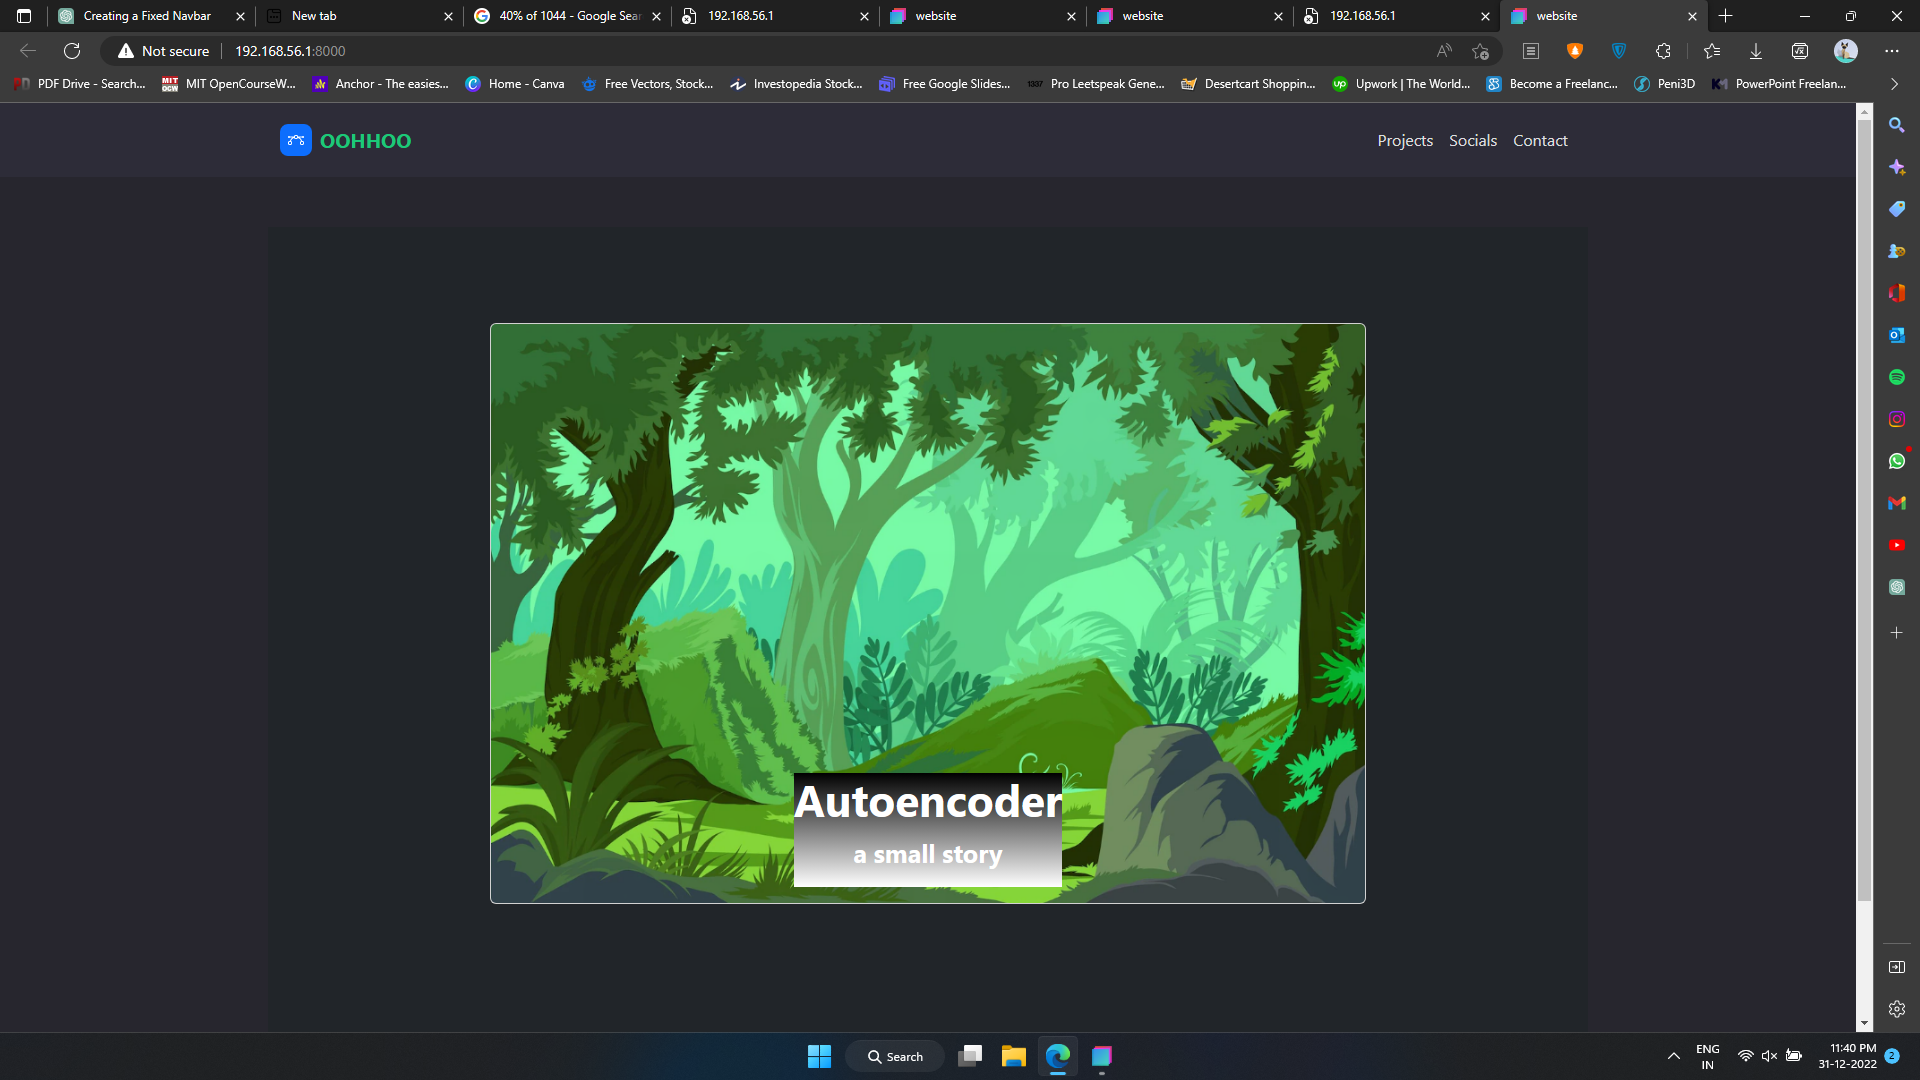 Creating a Fixed Navbar
New tab
40% of 1044 - Google Sear
192.168.56.1
website
website
192.168.56.1
website
Not secure
192.168.56.1:8000
PDF Drive - Search...
MIT OpenCourseW...
Anchor - The easies...
Home - Canva
Free Vectors, Stock...
Investopedia Stock...
Free Google Slides...
1337 Pro Leetspeak Gene...
Desertcart Shoppin...
up Upwork | The World...
Become a Freelanc...
Peni3D
PowerPoint Freelan...
OOHHOO
Projects Socials Contact
Autoencoder
a small story
Search
ENG
IN
11:40 PM
31-12-2022
2